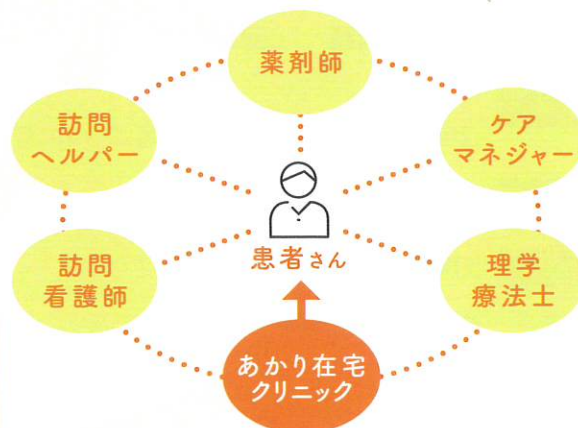 薬剤師
訪問
ヘルパー
ケア
マネジャー
患者さん
訪問
看護師
理学
療法士
あかり在宅
クリニック